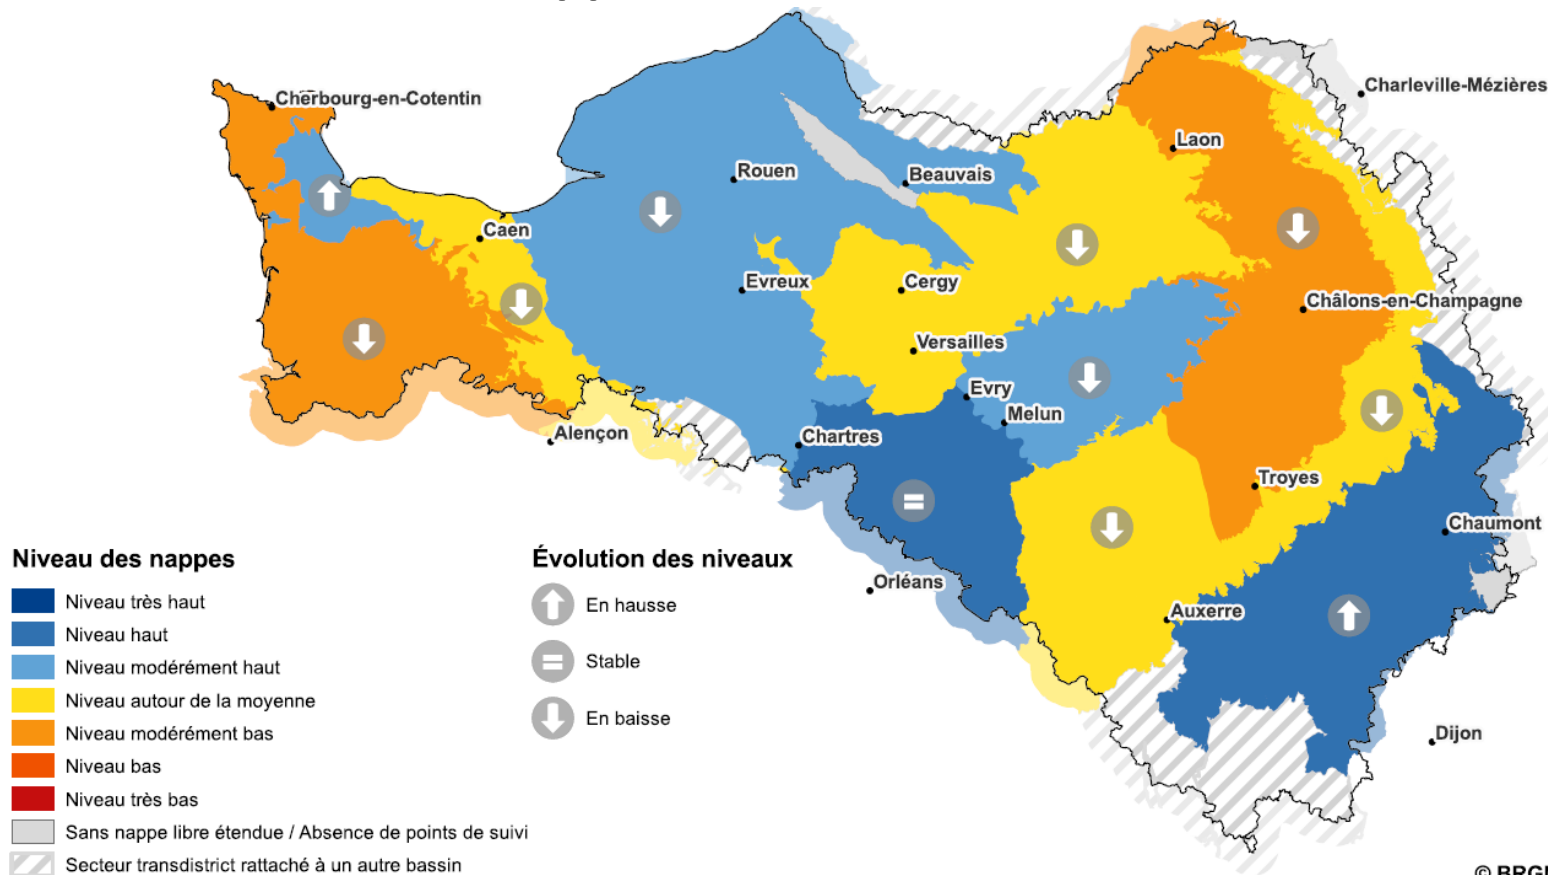 Cherbourg-en-Cotentin
Charleville-Mézières
Laon
Rouen
Beauvais
Caen
Evreux
Cergy
Châlons-en-Champagne
Versailles
Evry
Melun
Alençon
Chartres
Troyes
Chaumont
Orléans
Auxerre
Dijon
Niveau des nappes
Niveau très haut
Niveau haut
Niveau modérément haut
Niveau autour de la moyenne
Niveau modérément bas
Niveau bas
Niveau très bas
Sans nappe libre étendue / Absence de points de suivi
Secteur transdistrict rattaché à un autre bassin
Évolution des niveaux
En hausse
Stable
En baisse